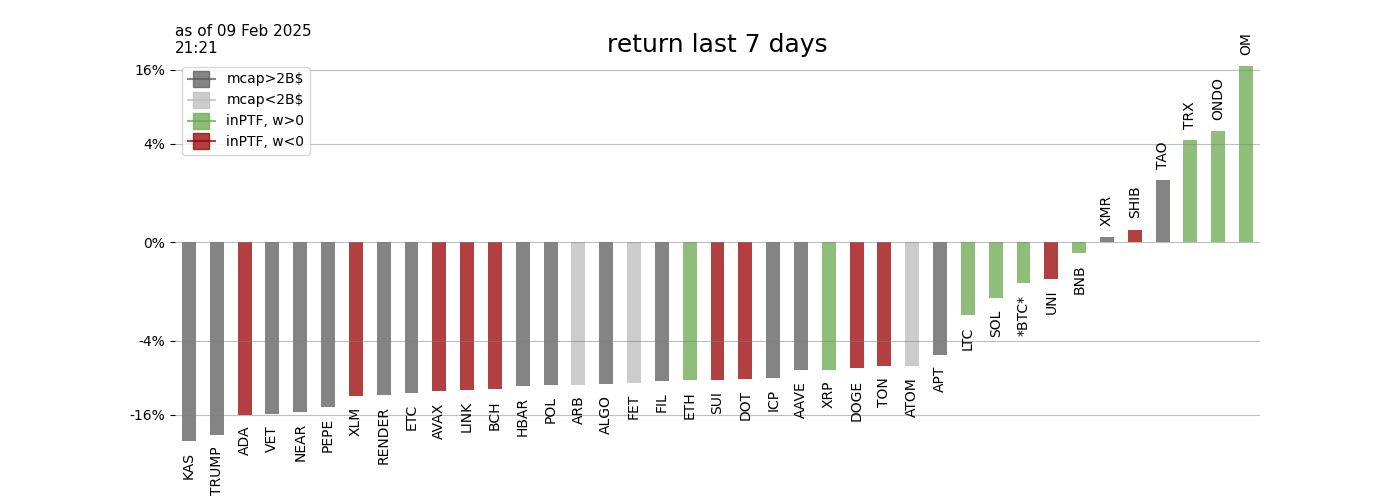 as of 09 Feb 2025
21:21
return last 7 days
mcap>2B$
mcap<2B$
inPTF, w>0
inPTF, w<0
16%
4%
0%
-4%
-16%
KAS
TRUMP
ADA
VET
NEAR
PEPE
XLM
RENDER
ETC
AVAX
LINK
BCH
HBAR
POL
ARB
ALGO
FET
FIL
ETH
SUI
DOT
ICP
AAVE
XRP
DOGE
TON
ATOM
APT
LTC
SOL
*BTC*
UNI
BNB
XMR
SHIB
TAO
TRX
ONDO
OM